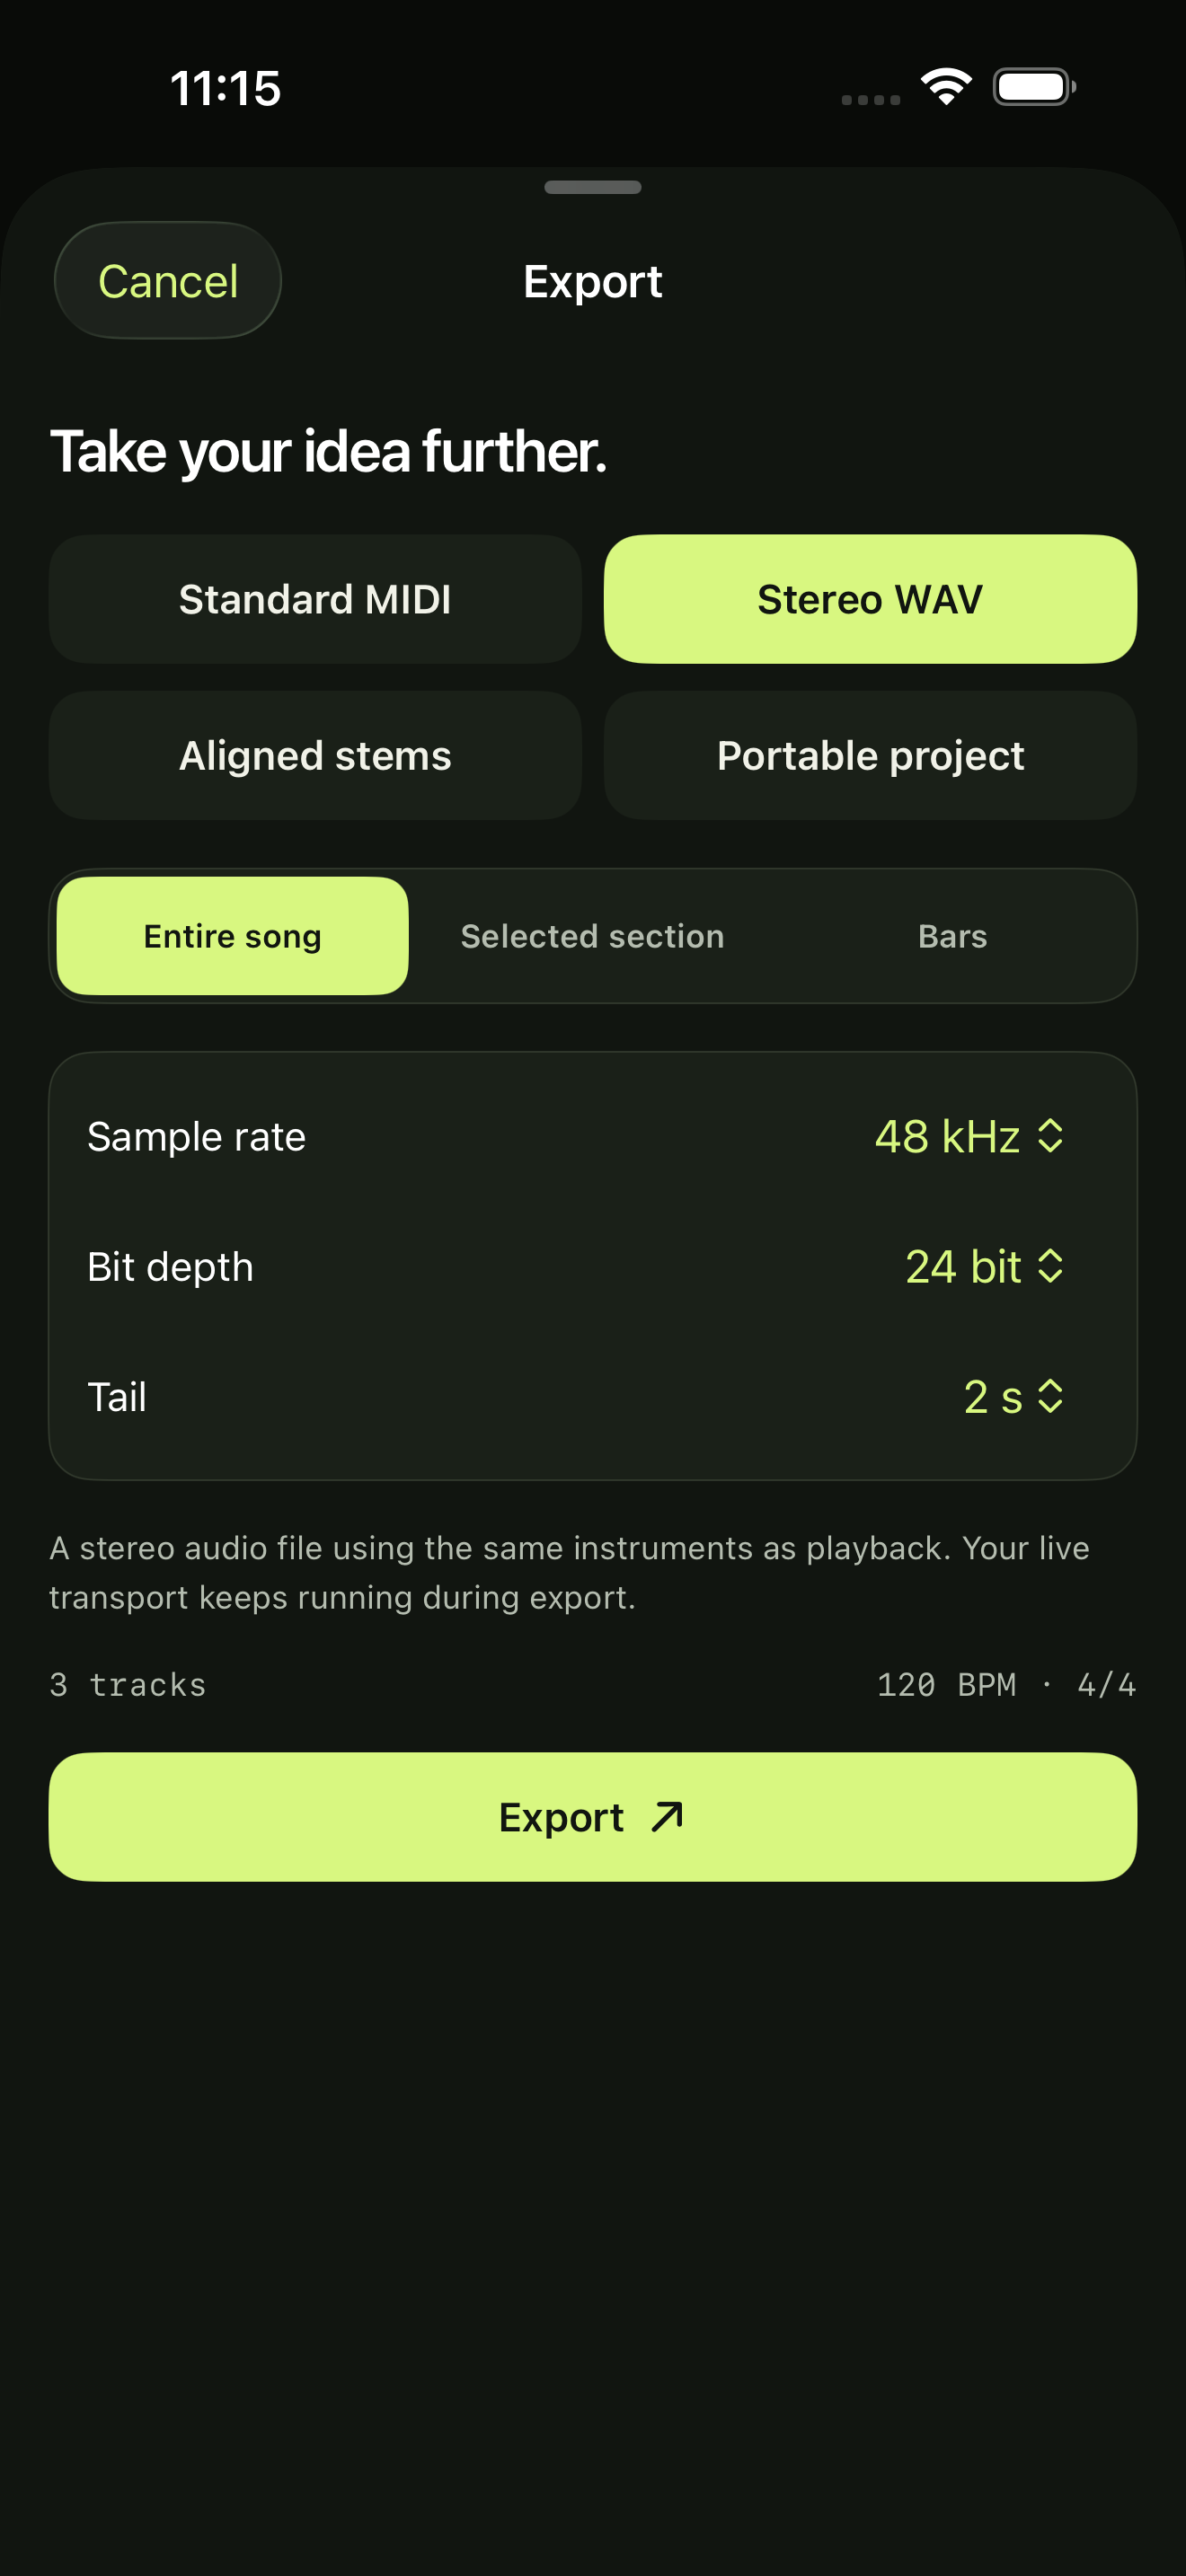 11:15
Cancel
Export
Take your idea further.
Standard MIDI
Stereo WAV
Aligned stems
Portable project
Entire song
Selected section
Bars
Sample rate
48 kHz
Bit depth
24 bit
Tail
2 s
A stereo audio file using the same instruments as playback. Your live
transport keeps running during export.
3 tracks
120 BPM · 4/4
Export